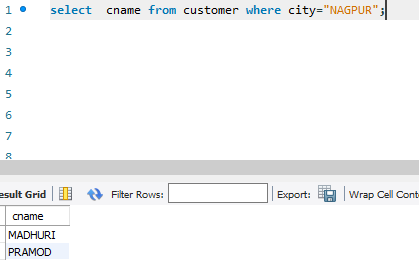 1 select cname from customer where city="NAGPUR";
2
3
4
5
6
7
8
esult Grid Filter Rows: Export: Wrap Cell Conte
cname
MADHURI
PRAMOD